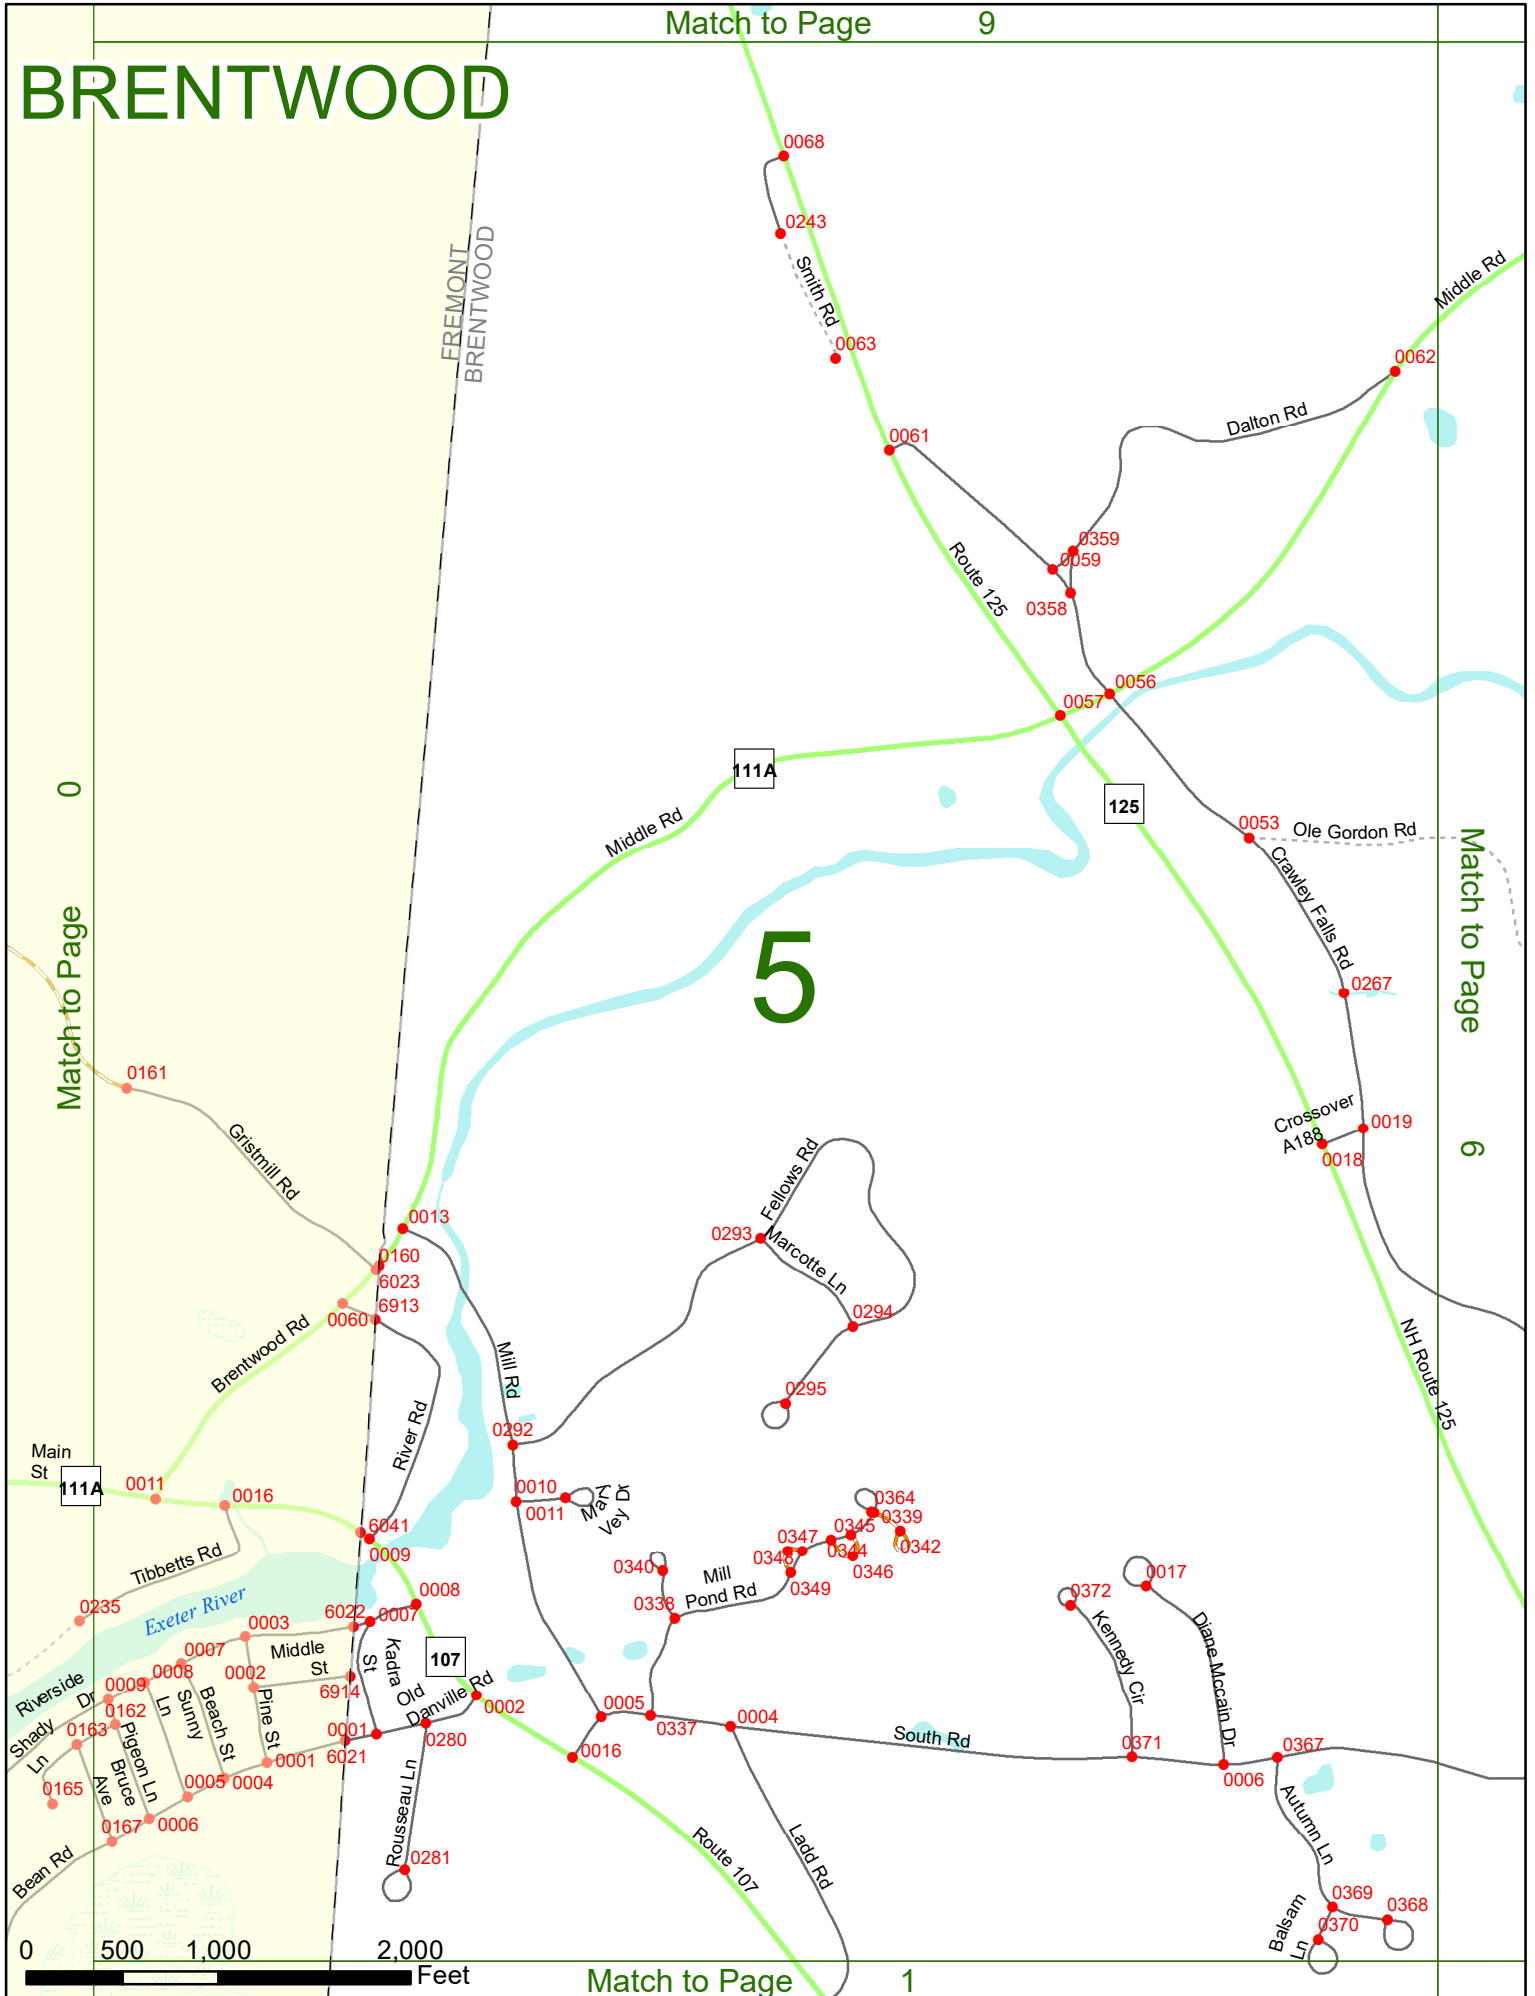 Match to Page 9
BRENTWOOD
0068
0243
FREMONT
BRENTWOOD
Smith Rd
Middle Rd
0063
0062
Dalton Rd
0061
0359
0059
Route 125
0358
0056
0057
111A
0
125
Middle Rd
0053
Ole Gordon Rd
Crawley Falls Rd
Match to Page
5
Match to Page
0267
0161
Crossover
A188
0019
0018
6
Gristmill Rd
Fellows Rd
0013
0293
Marcotte Ln
0160
6023
6913
0060
0294
Brentwood Rd
Mill Rd
NH Route 125
0295
River Rd
0292
Main
St
111A
0011
0016
0010
0011
Mary
Vey Dr
0364
0339
6041
0009
0345
0347
0344
0342
0348
0346
Tibbetts Rd
0340
0349
0017
Mill
Pond Rd
0372
0008
0235
Exeter River
6022
0007
0338
0003
Kennedy Cir
Diane Mccain Dr
Middle
St
Kadra
St
107
0007
0008
0002
Riverside
Dr
0009
6914
Old
Danville Rd
0002
0162
Ln
Sunny
Beach St
Pine St
0005
0337
0004
Shady
Ln
0163
Pigeon Ln
0001
0280
South Rd
6021
0016
0371
0367
0006
0165
Bruce
Ave
0005
0004
0001
0006
0167
Rousseau Ln
Autumn Ln
Bean Rd
0281
Route 107
Ladd Rd
0369
0368
Balsam
Ln
0370
0 500 1,000 2,000
Feet
Match to Page 1